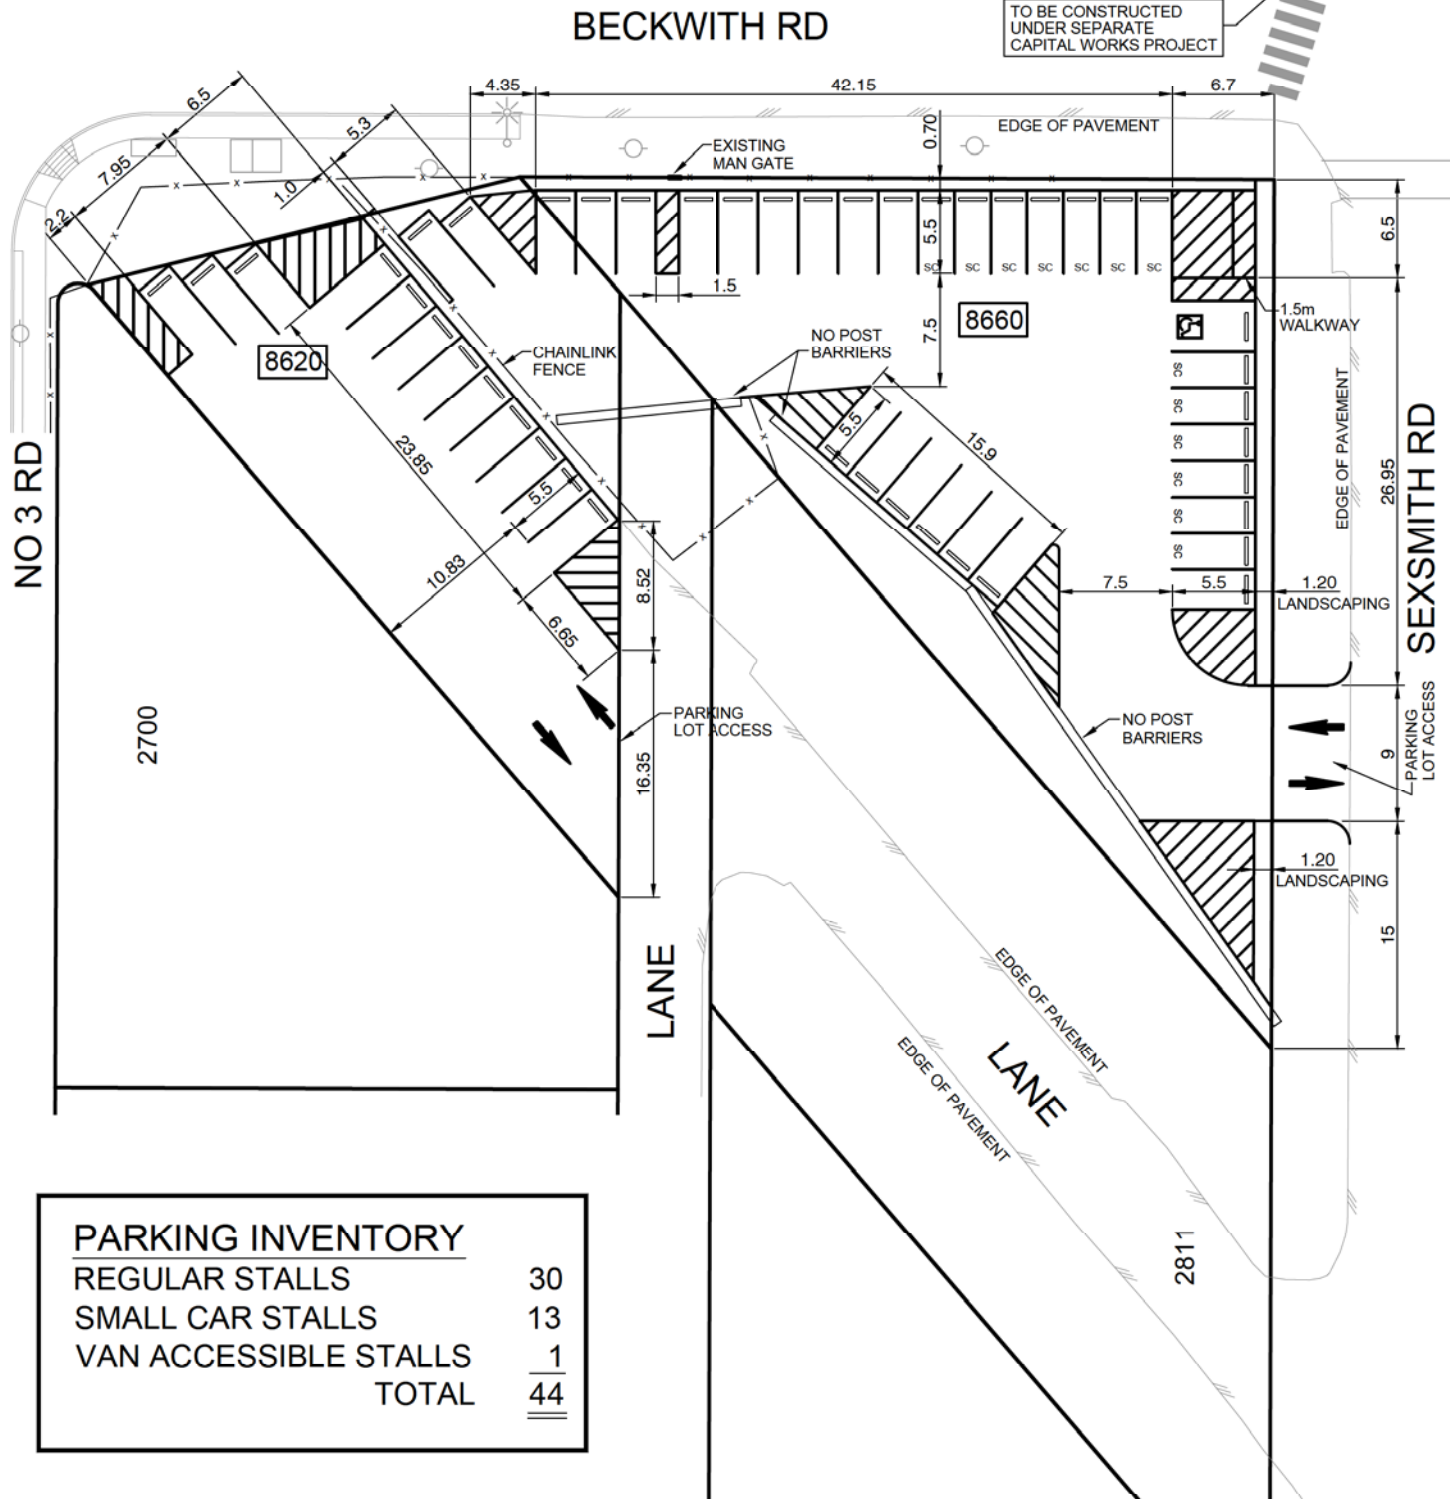 BECKWITH RD
TO BE CONSTRUCTED
UNDER SEPARATE
CAPITAL WORKS PROJECT
6.5
4.35
42.15
6.7
5.3
0.70
EDGE OF PAVEMENT
EXISTING
MAN GATE
7.95
1.0
2.2
5.5
6.5
SC SC SC SC SC SC SC
1.5
7.5
8660
1.5m
WALKWAY
NO POST
BARRIERS
8620
CHAINLINK
FENCE
SC
SC
SC
SC
SC
SC
EDGE OF PAVEMENT
26.95
SEXSMITH RD
NO 3 RD
5.5
15.9
23.85
5.5
10.83
8.52
6.65
7.5
5.5
1.20
LANDSCAPING
2700
PARKING
LOT ACCESS
16.35
NO POST
BARRIERS
9
PARKING
LOT ACCESS
1.20
LANDSCAPING
15
LANE
EDGE OF PAVEMENT
EDGE OF PAVEMENT
LANE
2811
PARKING INVENTORY
REGULAR STALLS 30
SMALL CAR STALLS 13
VAN ACCESSIBLE STALLS 1
TOTAL 44